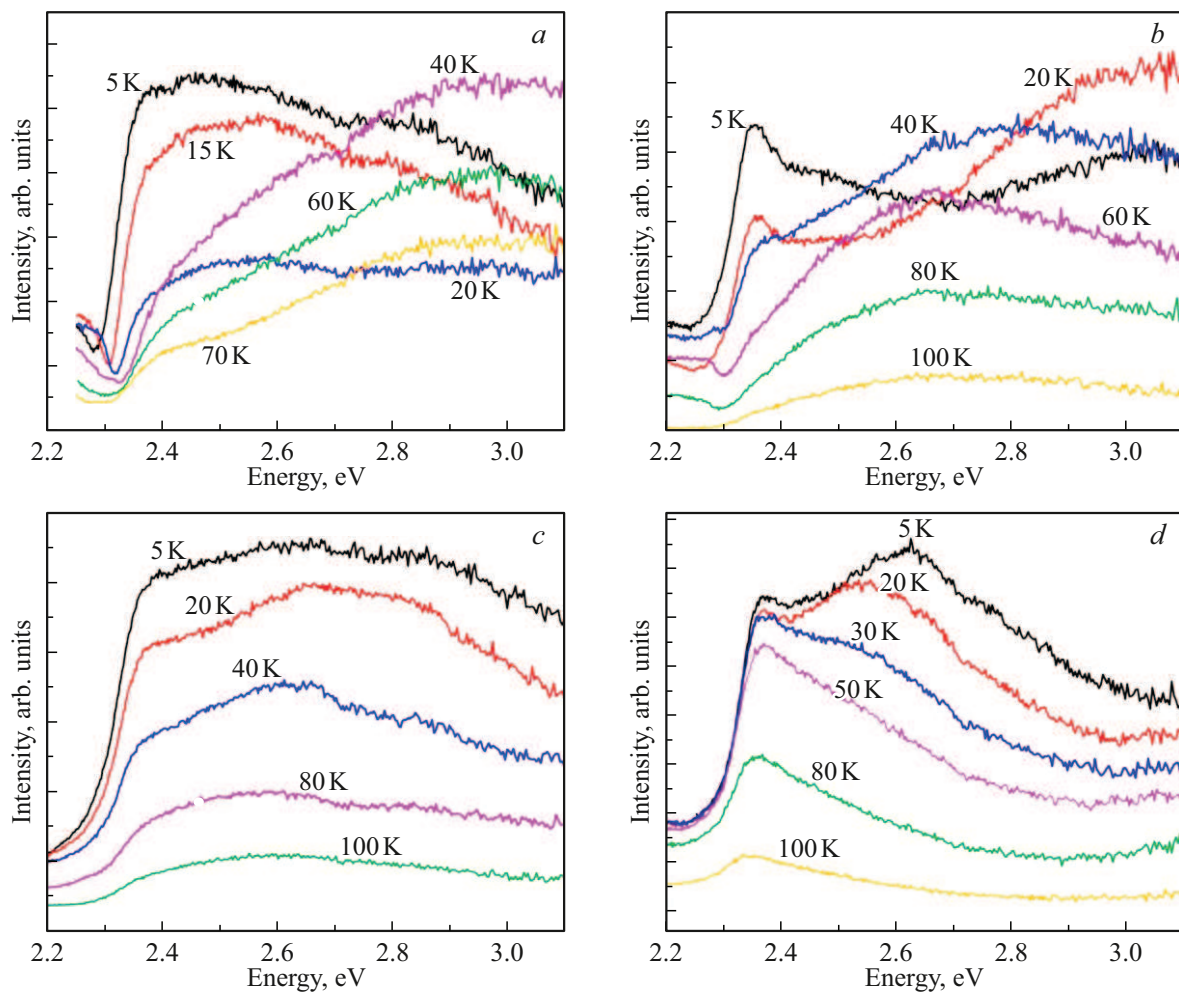 a
40 K
5 K
15 K
60 K
20 K
70 K
Intensity, arb. units
2.2 2.4 2.6 2.8 3.0
Energy, eV
b
20 K
5 K
40 K
60 K
80 K
100 K
Intensity, arb. units
2.2 2.4 2.6 2.8 3.0
Energy, eV
c
5 K
20 K
40 K
80 K
100 K
Intensity, arb. units
2.2 2.4 2.6 2.8 3.0
Energy, eV
d
5 K
20 K
30 K
50 K
80 K
100 K
Intensity, arb. units
2.2 2.4 2.6 2.8 3.0
Energy, eV